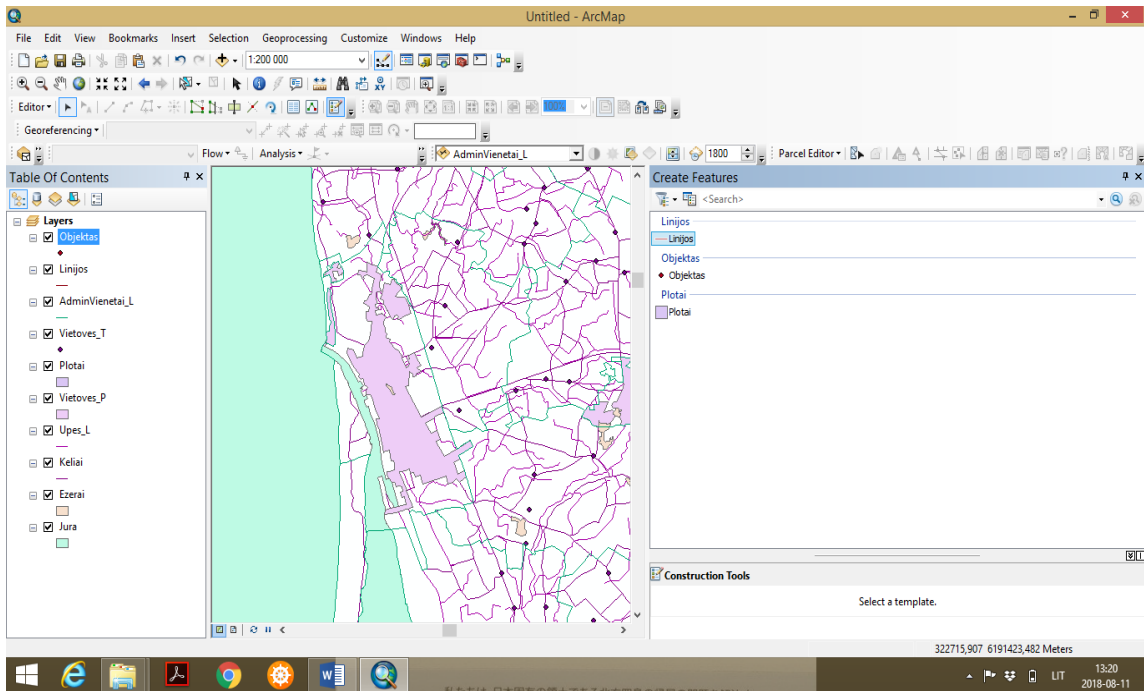 Untitled - ArcMap
File Edit View Bookmarks Insert Selection Geoprocessing Customize Windows Help
1:200 000
Editor
100%
Georeferencing
Flow Analysis AdminVienetai_L 1800 Parcel Editor
Table Of Contents
Layers
Objektas
Linijos
AdminVienetai_L
Vietoves_T
Plotai
Vietoves_P
Upes_L
Keliai
Ezerai
Jura
Create Features
<Search>
Linijos
Linijos
Objektas
Objektas
Plotai
Plotai
Construction Tools
Select a template.
322715,907 6191423,482 Meters
LIT
13:20
2018-08-11